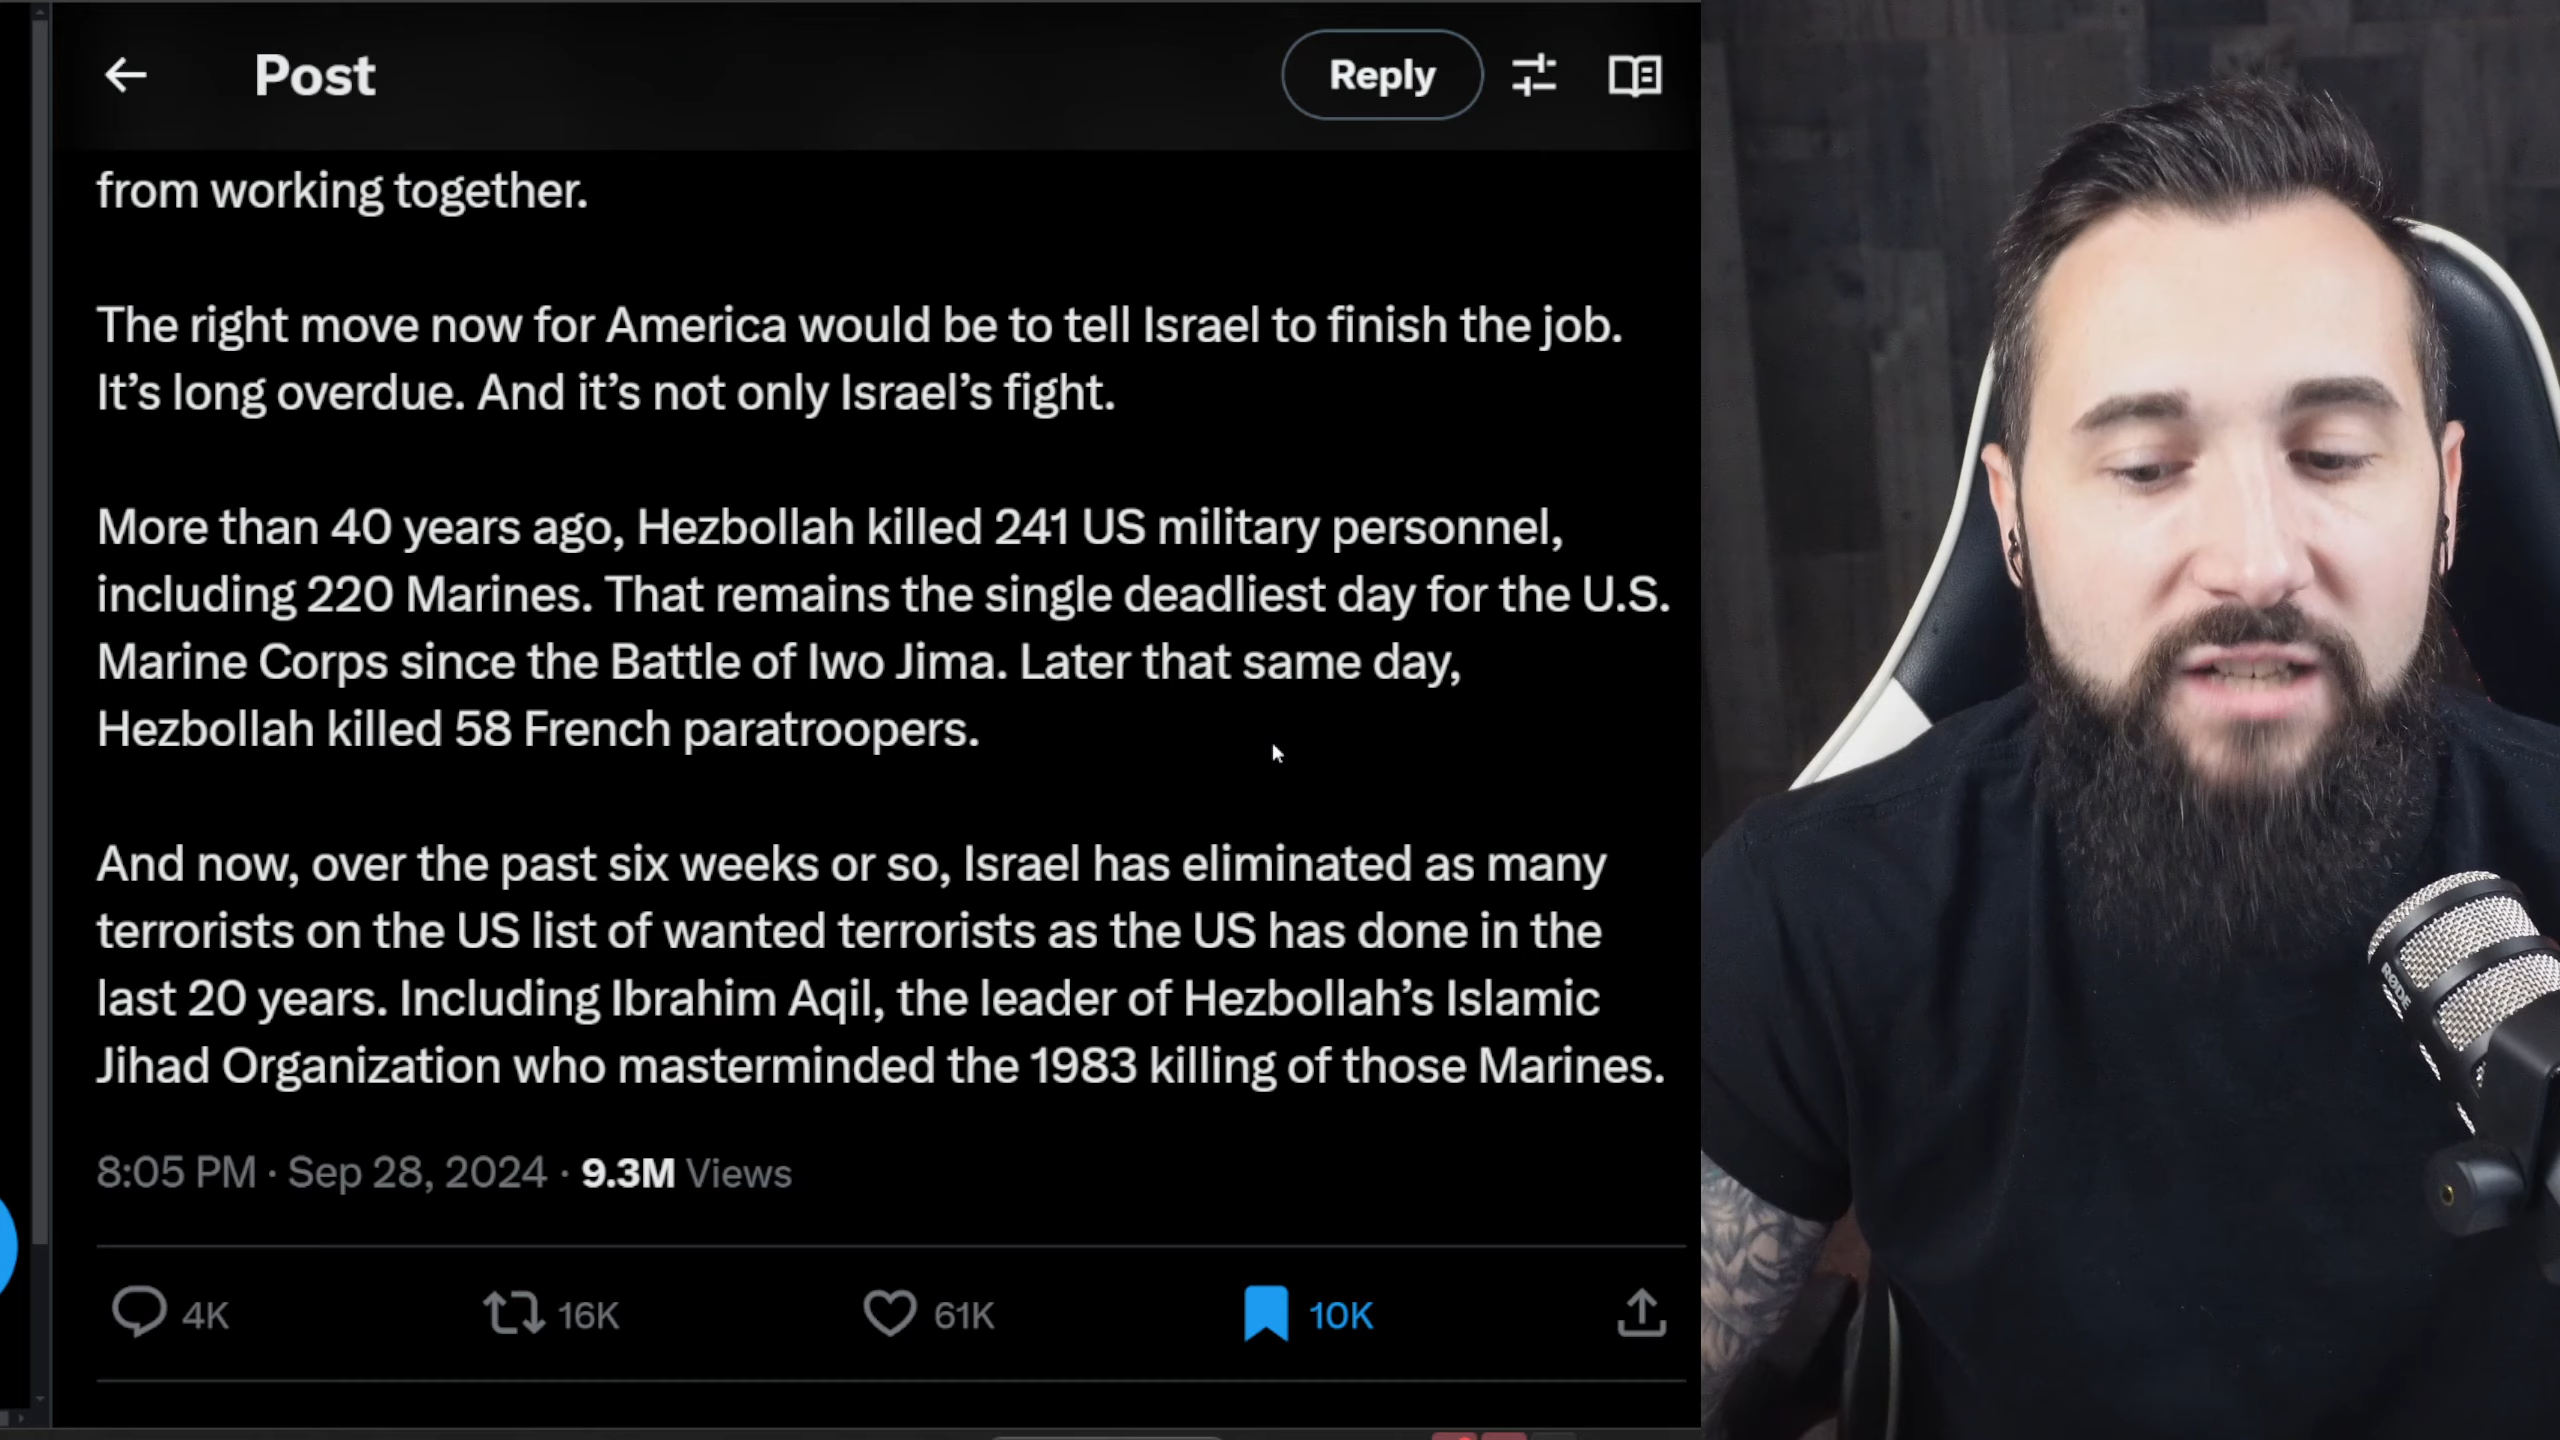 Post
Reply
from working together.
The right move now for America would be to tell Israel to finish the job.
It’s long overdue. And it’s not only Israel’s fight.
More than 40 years ago, Hezbollah killed 241 US military personnel,
including 220 Marines. That remains the single deadliest day for the U.S.
Marine Corps since the Battle of Iwo Jima. Later that same day,
Hezbollah killed 58 French paratroopers.
And now, over the past six weeks or so, Israel has eliminated as many
terrorists on the US list of wanted terrorists as the US has done in the
last 20 years. Including Ibrahim Aqil, the leader of Hezbollah’s Islamic
Jihad Organization who masterminded the 1983 killing of those Marines.
8:05 PM · Sep 28, 2024 · 9.3M Views
4K 16K 61K 10K
RØDE